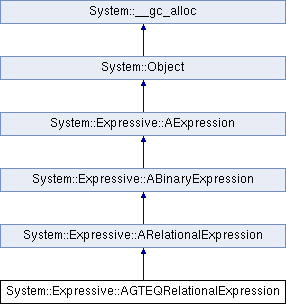 System::__gc_alloc
System::Object
System::Expressive::AExpression
System::Expressive::ABinaryExpression
System::Expressive::ARelationalExpression
System::Expressive::AGTEQRelationalExpression